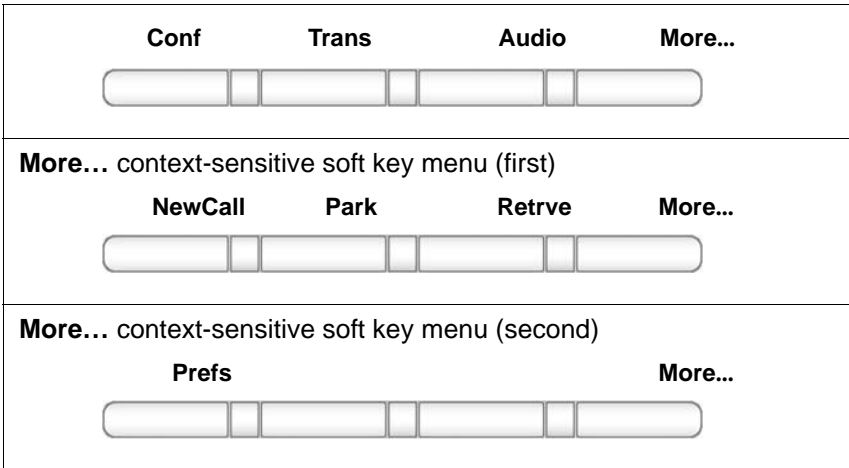 Conf Trans Audio More...
More... context-sensitive soft key menu (first)
NewCall Park Retrve More...
More... context-sensitive soft key menu (second)
Prefs More...